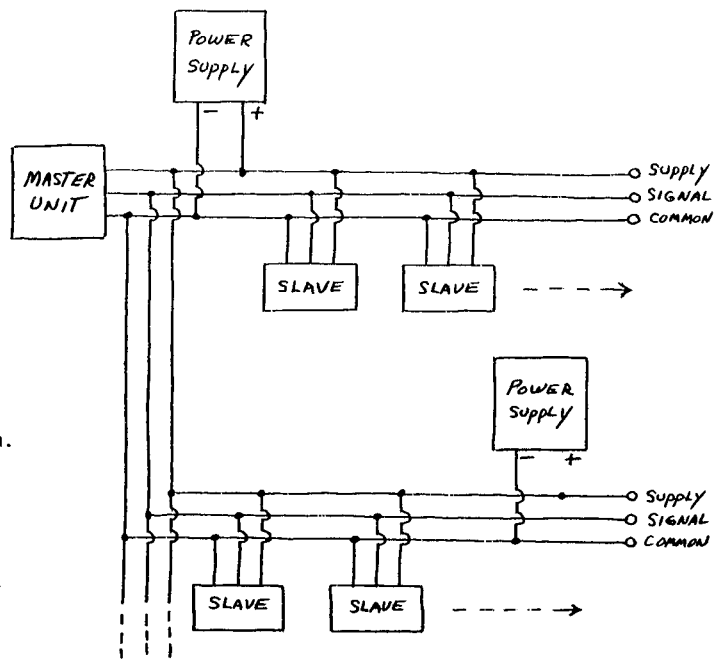 POWER
SUPPLY
- +
MASTER
UNIT
SUPPLY
SIGNAL
COMMON
SLAVE
SLAVE
POWER
SUPPLY
- +
SUPPLY
SIGNAL
COMMON
SLAVE
SLAVE